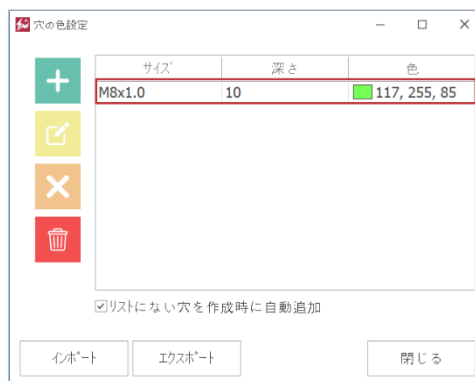 穴の色設定
サイズ 深さ 色
M8x1.0 10 117, 255, 85
リストにない穴を作成時に自動追加
インポート エクスポート 閉じる